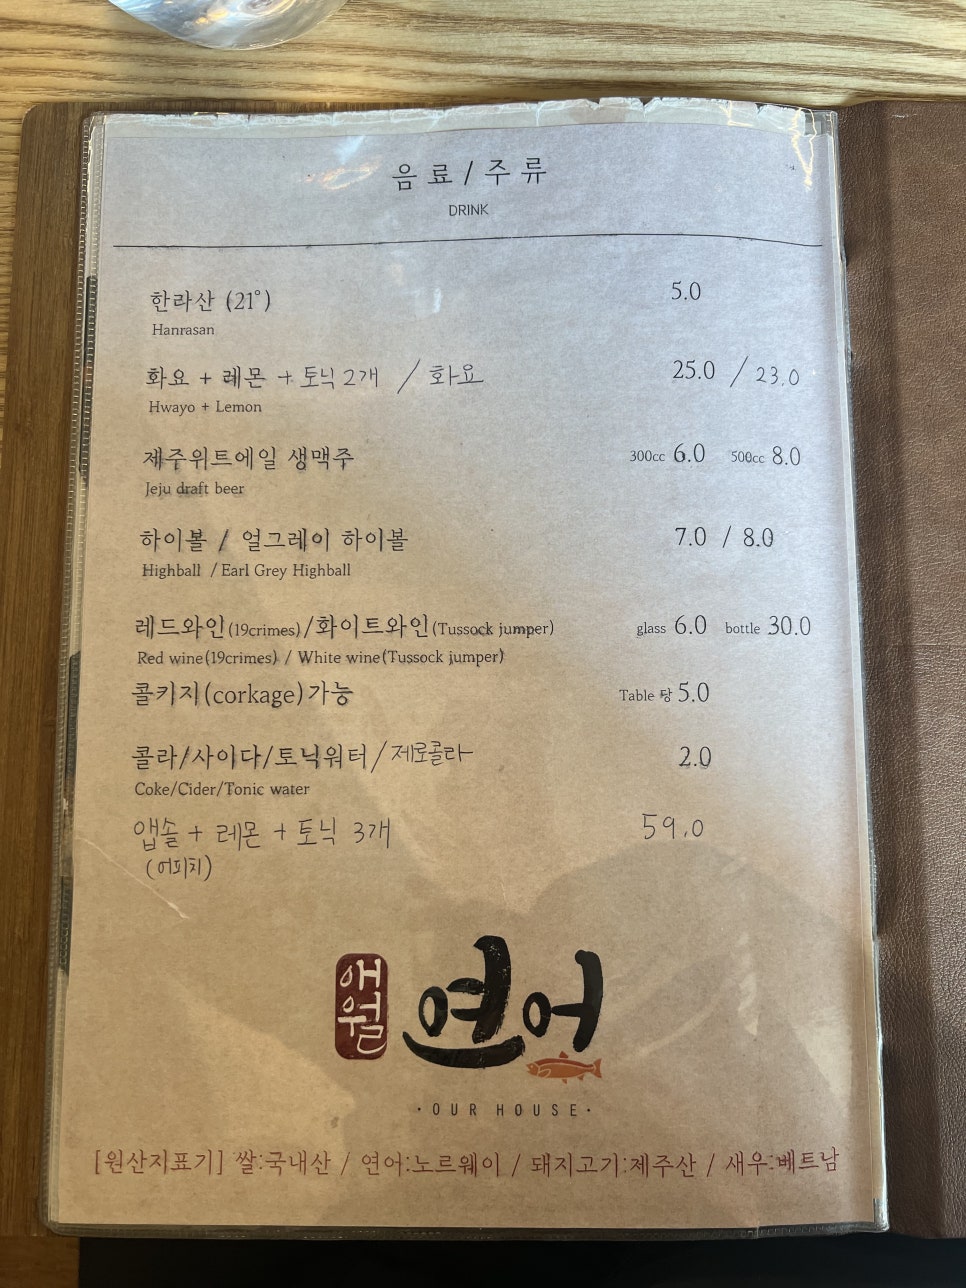 음료/주류
DRINK
한라산 (21°) 5.0
Hanrasan
화요 + 레몬 + 토닉 2개 / 화요 25.0 / 23.0
Hwayo + Lemon
제주위트에일 생맥주 300cc 6.0 500cc 8.0
Jeju draft beer
하이볼 / 얼그레이 하이볼 7.0 / 8.0
Highball / Earl Grey Highball
레드와인(19crimes)/화이트와인(Tussock jumper) glass 6.0 bottle 30.0
Red wine(19crimes) / White wine(Tussock jumper)
콜키지(corkage)가능 Table 당 5.0
콜라/사이다/토닉워터/제로콜라 2.0
Coke/Cider/Tonic water
앱솔 + 레몬 + 토닉 3개 59.0
(어피치)
애월 연어
·OUR HOUSE·
[원산지표기] 쌀:국내산 / 연어:노르웨이 / 돼지고기:제주산 / 새우:베트남